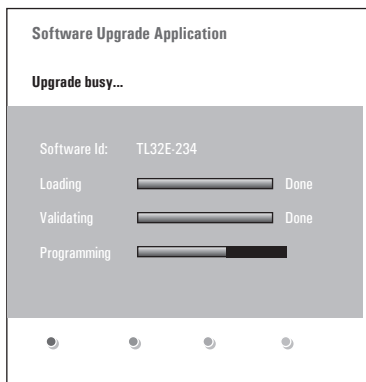 Software Upgrade Application
Upgrade busy...
Software Id: TL32E-234
Loading Done
Validating Done
Programming